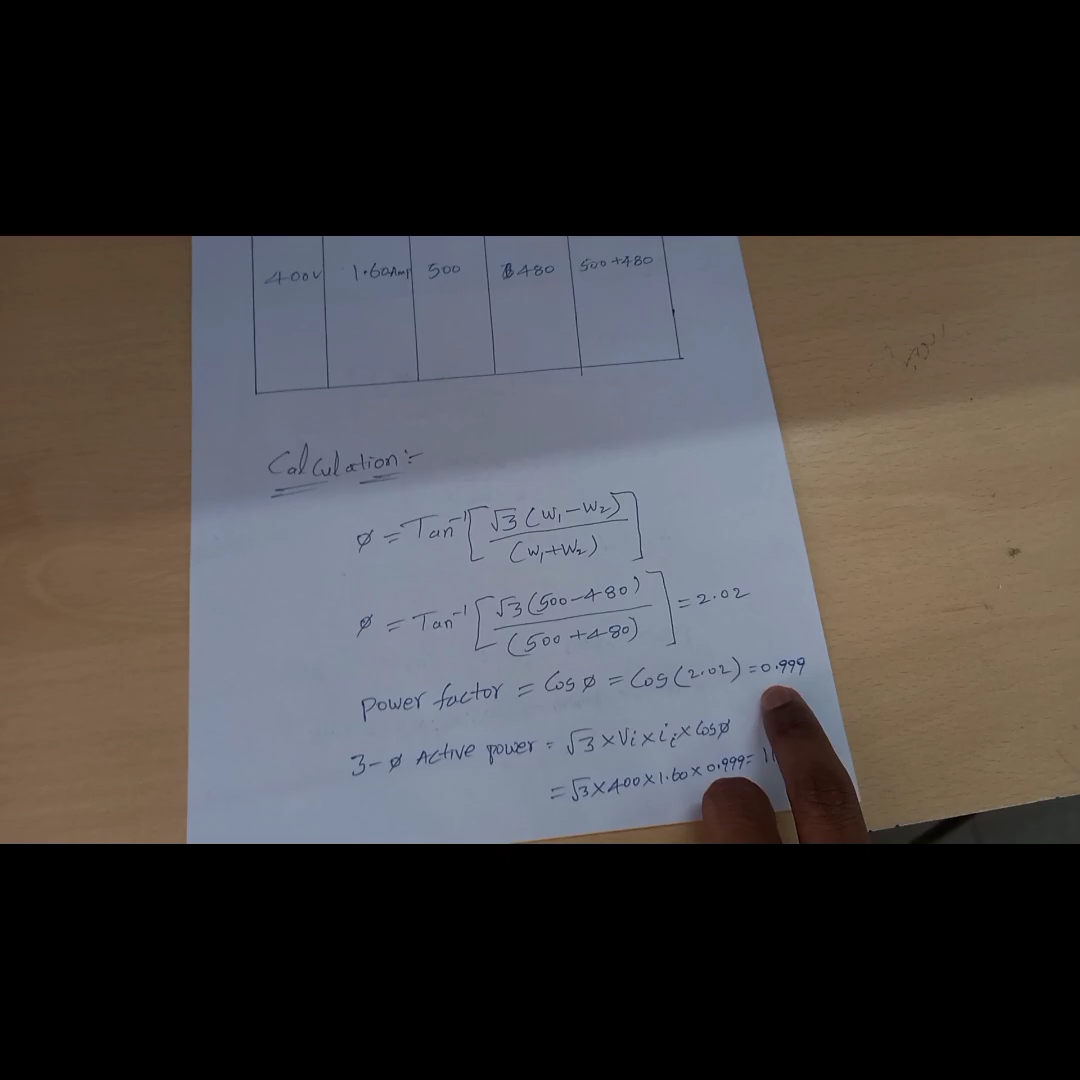 400V 1.60Amp 500 480 500+480
Calculation:-
ø = Tan⁻¹[√3 (W₁-W₂) / (W₁+W₂)]
ø = Tan⁻¹[√3(500-480) / (500+480)] = 2.02
Power factor = Cos ø = Cos (2.02) = 0.999
3-ø Active power = √3 × Vi × i × Cosø
= √3 × 400 × 1.60 × 0.999 =